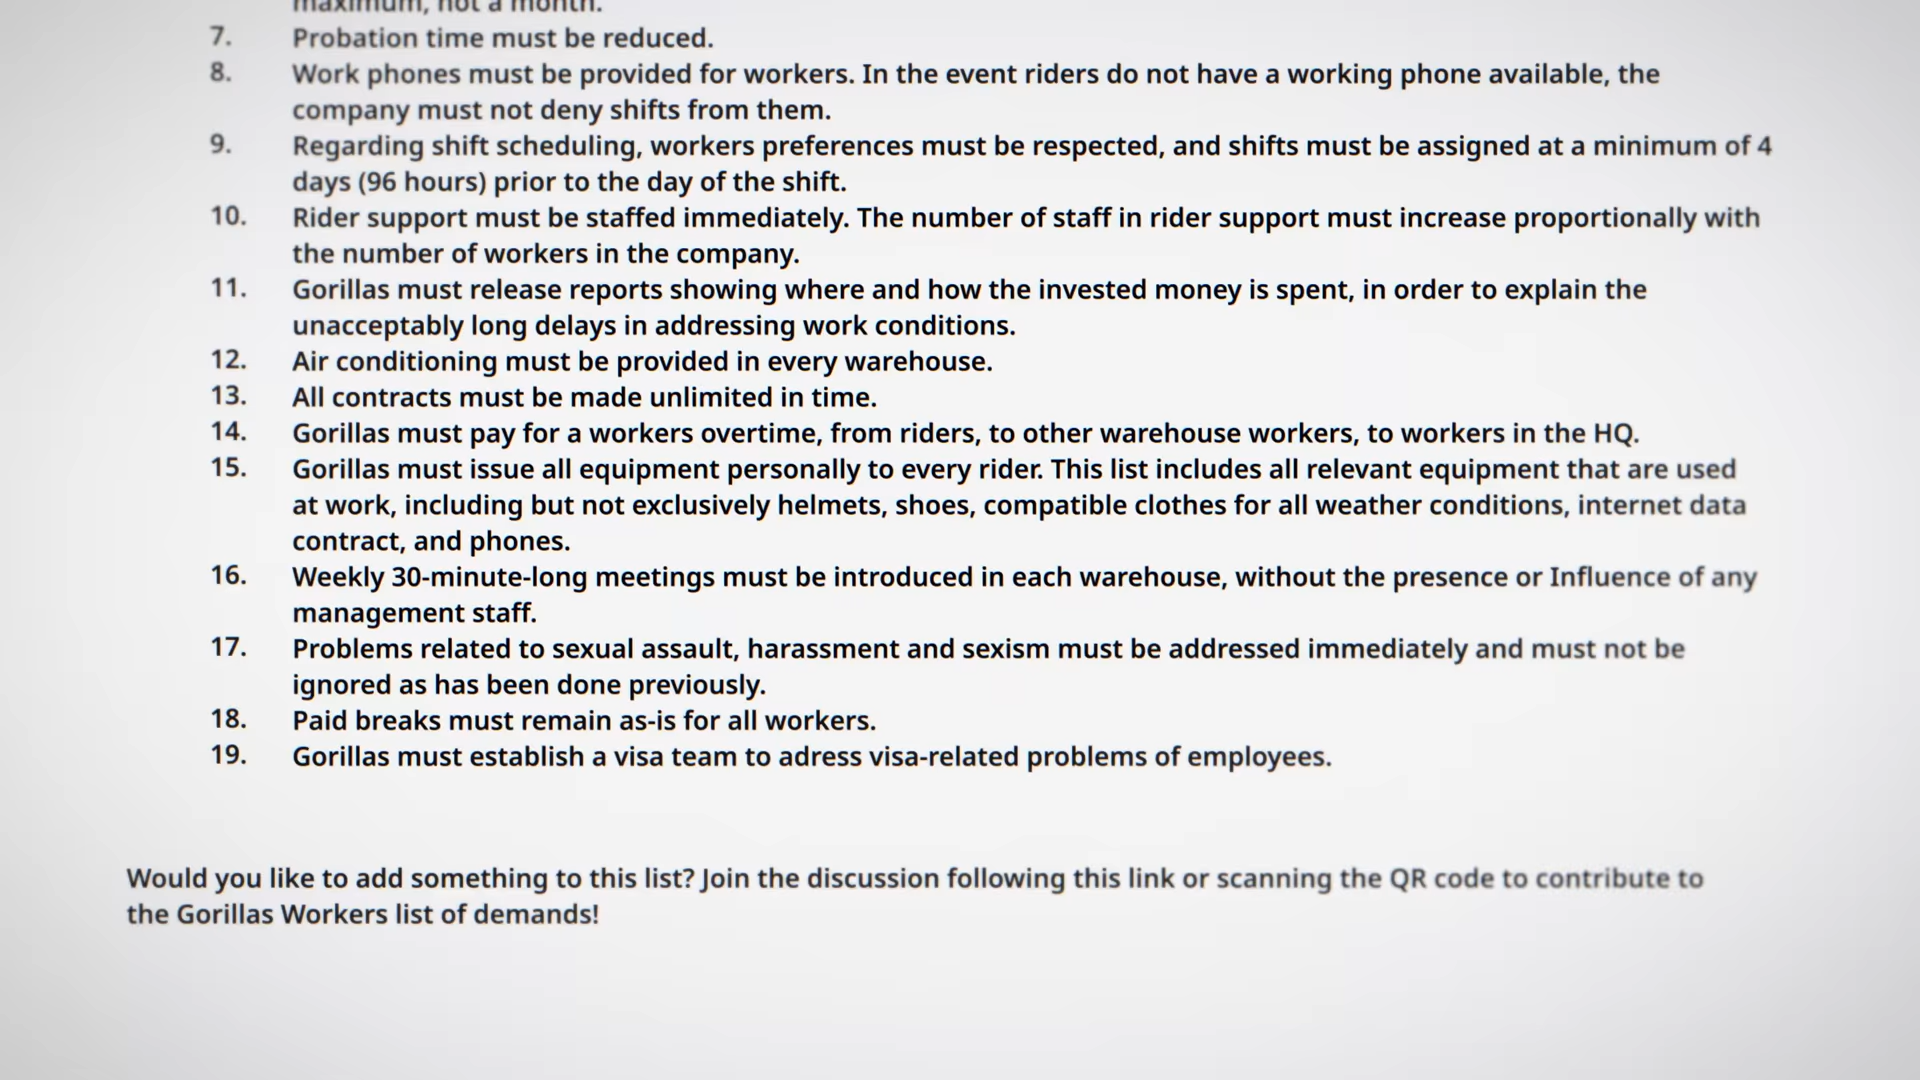 maximum, not a month.
7. Probation time must be reduced.
8. Work phones must be provided for workers. In the event riders do not have a working phone available, the
company must not deny shifts from them.
9. Regarding shift scheduling, workers preferences must be respected, and shifts must be assigned at a minimum of 4
days (96 hours) prior to the day of the shift.
10. Rider support must be staffed immediately. The number of staff in rider support must increase proportionally with
the number of workers in the company.
11. Gorillas must release reports showing where and how the invested money is spent, in order to explain the
unacceptably long delays in addressing work conditions.
12. Air conditioning must be provided in every warehouse.
13. All contracts must be made unlimited in time.
14. Gorillas must pay for a workers overtime, from riders, to other warehouse workers, to workers in the HQ.
15. Gorillas must issue all equipment personally to every rider. This list includes all relevant equipment that are used
at work, including but not exclusively helmets, shoes, compatible clothes for all weather conditions, internet data
contract, and phones.
16. Weekly 30-minute-long meetings must be introduced in each warehouse, without the presence or Influence of any
management staff.
17. Problems related to sexual assault, harassment and sexism must be addressed immediately and must not be
ignored as has been done previously.
18. Paid breaks must remain as-is for all workers.
19. Gorillas must establish a visa team to adress visa-related problems of employees.
Would you like to add something to this list? Join the discussion following this link or scanning the QR code to contribute to
the Gorillas Workers list of demands!